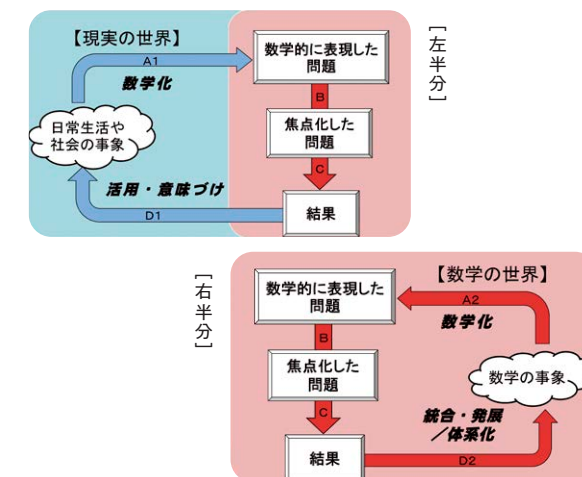 【現実の世界】
A1
数学化
数学的に表現した
問題
B
焦点化した
問題
C
結果
日常生活や
社会の事象
活用・意味づけ
D1
[左半分]
[右半分]
数学的に表現した
問題
B
焦点化した
問題
C
結果
【数学の世界】
A2
数学化
数学の事象
統合・発展
／体系化
D2